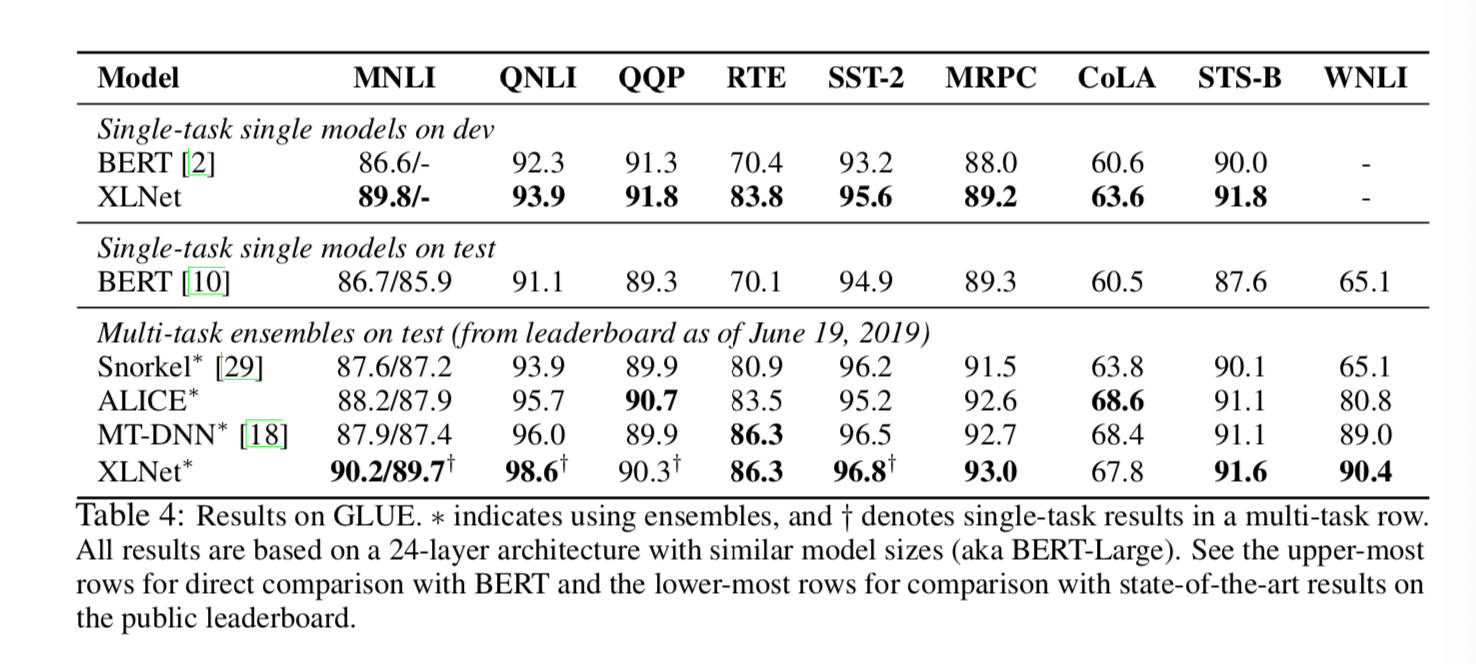 Model MNLI QNLI QQP RTE SST-2 MRPC CoLA STS-B WNLI
Single-task single models on dev
BERT [2] 86.6/- 92.3 91.3 70.4 93.2 88.0 60.6 90.0 -
XLNet 89.8/- 93.9 91.8 83.8 95.6 89.2 63.6 91.8 -
Single-task single models on test
BERT [10] 86.7/85.9 91.1 89.3 70.1 94.9 89.3 60.5 87.6 65.1
Multi-task ensembles on test (from leaderboard as of June 19, 2019)
Snorkel* [29] 87.6/87.2 93.9 89.9 80.9 96.2 91.5 63.8 90.1 65.1
ALICE* 88.2/87.9 95.7 90.7 83.5 95.2 92.6 68.6 91.1 80.8
MT-DNN* [18] 87.9/87.4 96.0 89.9 86.3 96.5 92.7 68.4 91.1 89.0
XLNet* 90.2/89.7† 98.6† 90.3† 86.3 96.8† 93.0 67.8 91.6 90.4
Table 4: Results on GLUE. * indicates using ensembles, and † denotes single-task results in a multi-task row.
All results are based on a 24-layer architecture with similar model sizes (aka BERT-Large). See the upper-most
rows for direct comparison with BERT and the lower-most rows for comparison with state-of-the-art results on
the public leaderboard.